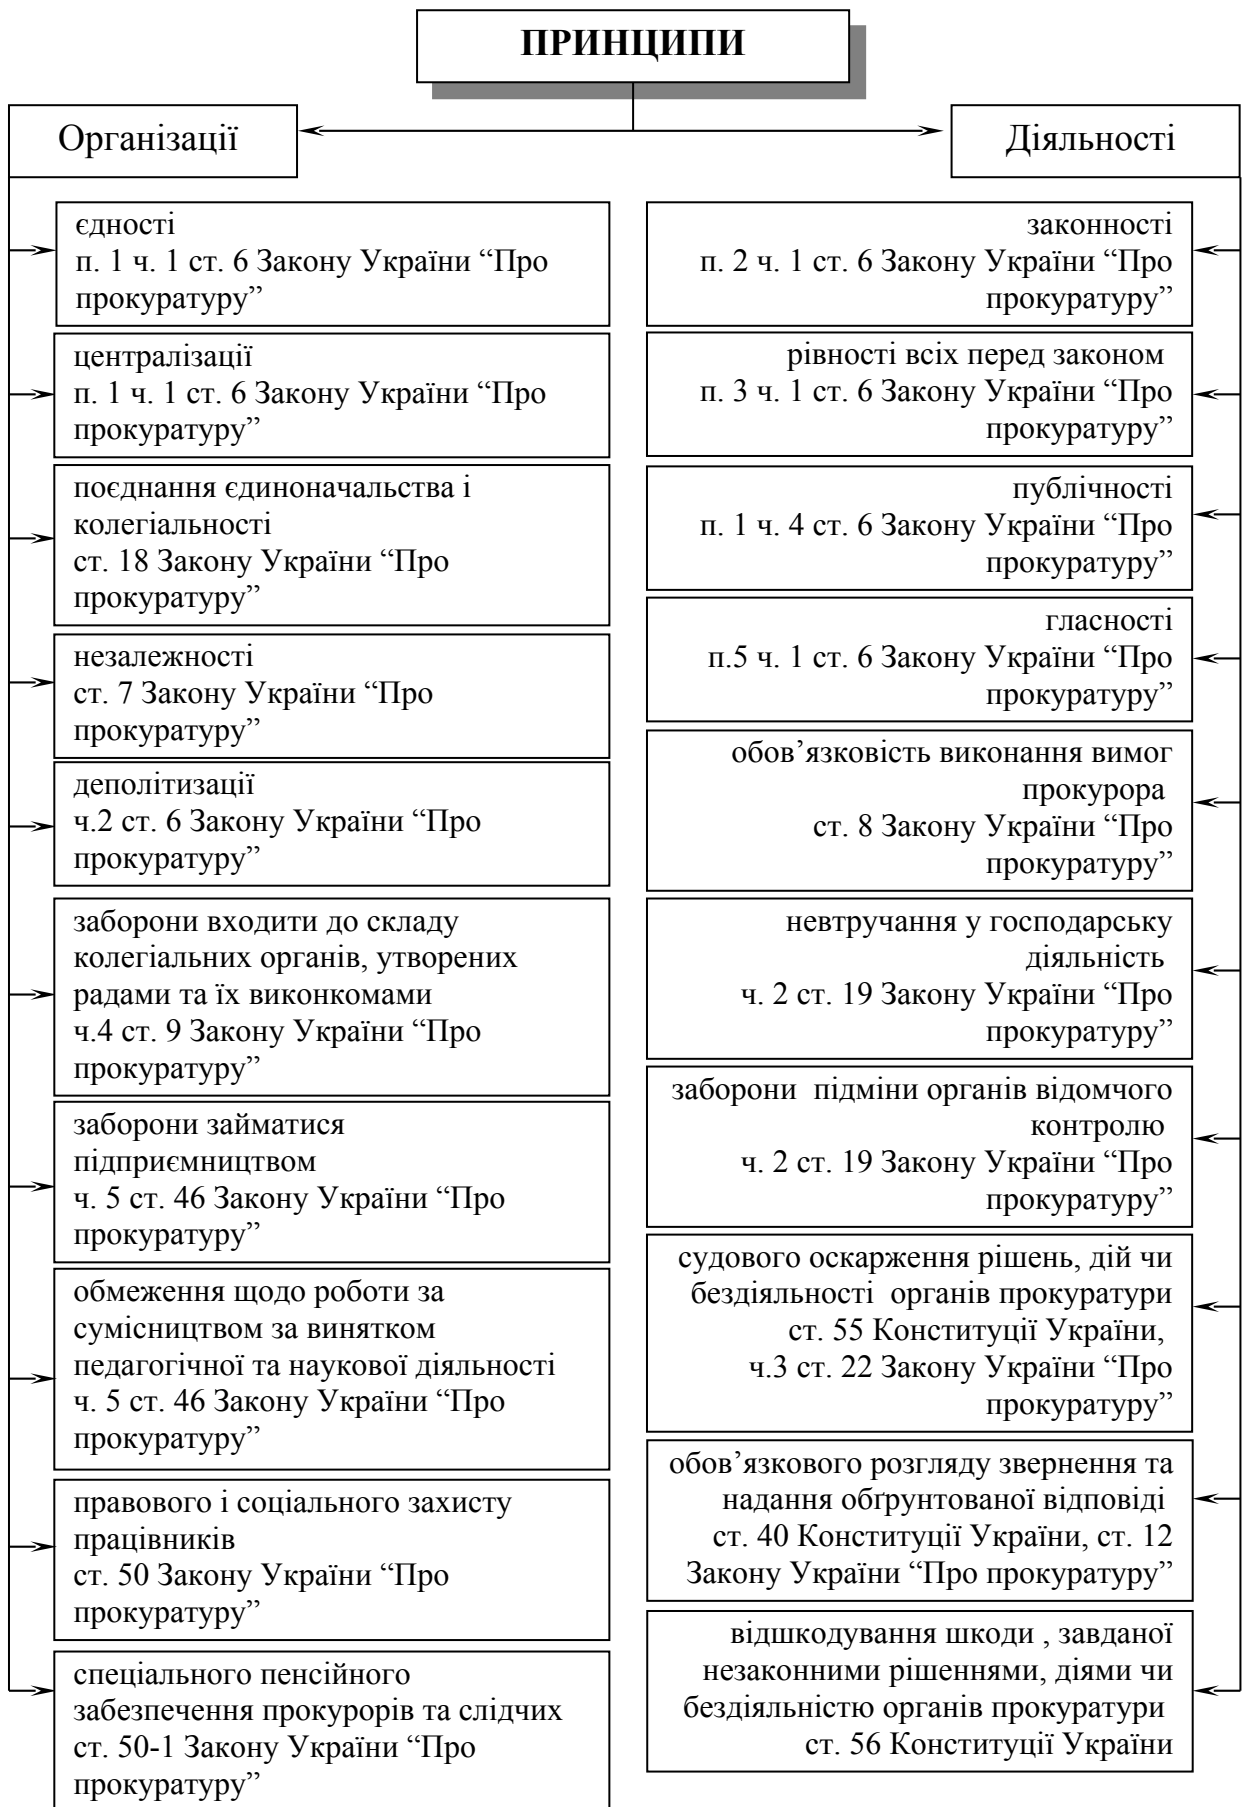 ПРИНЦИПИ
Організації
Діяльності
єдності
п. 1 ч. 1 ст. 6 Закону України “Про
прокуратуру”
централізації
п. 1 ч. 1 ст. 6 Закону України “Про
прокуратуру”
поєднання єдиноначальства і
колегіальності
ст. 18 Закону України “Про
прокуратуру”
незалежності
ст. 7 Закону України “Про
прокуратуру”
деполітизації
ч.2 ст. 6 Закону України “Про
прокуратуру”
заборони входити до складу
колегіальних органів, утворених
радами та їх виконкомами
ч.4 ст. 9 Закону України “Про
прокуратуру”
заборони займатися
підприємництвом
ч. 5 ст. 46 Закону України “Про
прокуратуру”
обмеження щодо роботи за
сумісництвом за винятком
педагогічної та наукової діяльності
ч. 5 ст. 46 Закону України “Про
прокуратуру”
правового і соціального захисту
працівників
ст. 50 Закону України “Про
прокуратуру”
спеціального пенсійного
забезпечення прокурорів та слідчих
ст. 50-1 Закону України “Про
прокуратуру”
законності
п. 2 ч. 1 ст. 6 Закону України “Про
прокуратуру”
рівності всіх перед законом
п. 3 ч. 1 ст. 6 Закону України “Про
прокуратуру”
публічності
п. 1 ч. 4 ст. 6 Закону України “Про
прокуратуру”
гласності
п.5 ч. 1 ст. 6 Закону України “Про
прокуратуру”
обов’язковість виконання вимог
прокурора
ст. 8 Закону України “Про
прокуратуру”
невтручання у господарську
діяльність
ч. 2 ст. 19 Закону України “Про
прокуратуру”
заборони підміни органів відомчого
контролю
ч. 2 ст. 19 Закону України “Про
прокуратуру”
судового оскарження рішень, дій чи
бездіяльності органів прокуратури
ст. 55 Конституції України,
ч.3 ст. 22 Закону України “Про
прокуратуру”
обов’язкового розгляду звернення та
надання обґрунтованої відповіді
ст. 40 Конституції України, ст. 12
Закону України “Про прокуратуру”
відшкодування шкоди , завданої
незаконними рішеннями, діями чи
бездіяльністю органів прокуратури
ст. 56 Конституції України